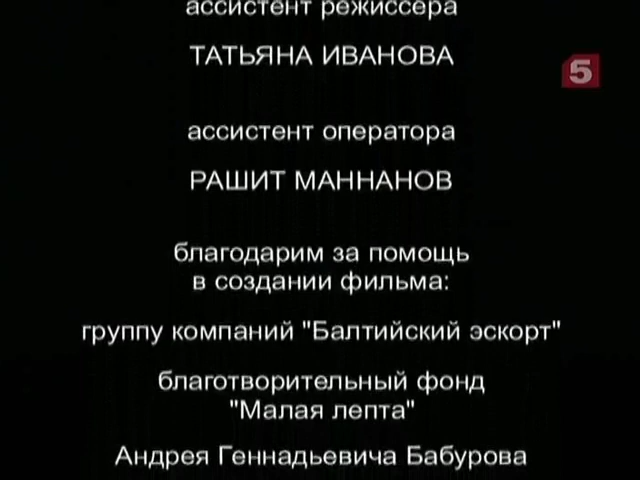 ассистент режиссера
ТАТЬЯНА ИВАНОВА
5
ассистент оператора
РАШИТ МАННАНОВ
благодарим за помощь
в создании фильма:
группу компаний "Балтийский эскорт"
благотворительный фонд
"Малая лепта"
Андрея Геннадьевича Бабурова